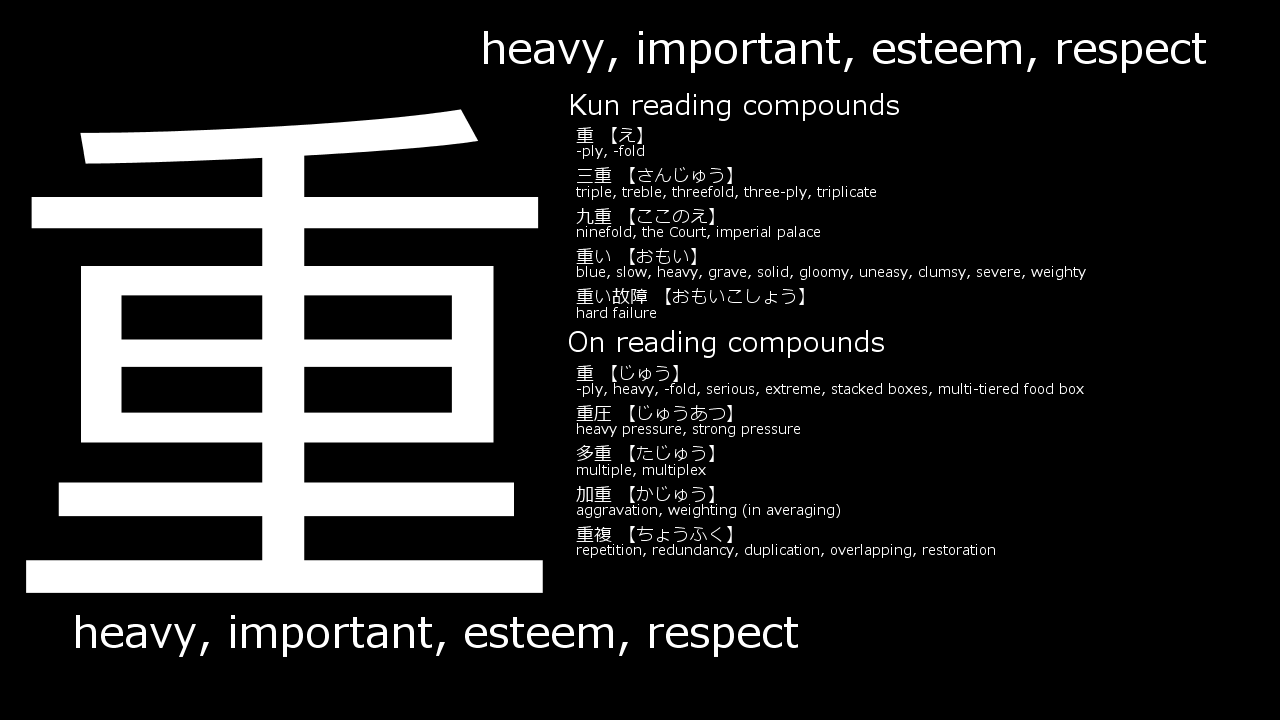 heavy, important, esteem, respect
重
Kun reading compounds
重 【え】
-ply, -fold
三重 【さんじゅう】
triple, treble, threefold, three-ply, triplicate
九重 【ここのえ】
ninefold, the Court, imperial palace
重い 【おもい】
blue, slow, heavy, grave, solid, gloomy, uneasy, clumsy, severe, weighty
重い故障 【おもいこしょう】
hard failure
On reading compounds
重 【じゅう】
-ply, heavy, -fold, serious, extreme, stacked boxes, multi-tiered food box
重圧 【じゅうあつ】
heavy pressure, strong pressure
多重 【たじゅう】
multiple, multiplex
加重 【かじゅう】
aggravation, weighting (in averaging)
重複 【ちょうふく】
repetition, redundancy, duplication, overlapping, restoration
heavy, important, esteem, respect